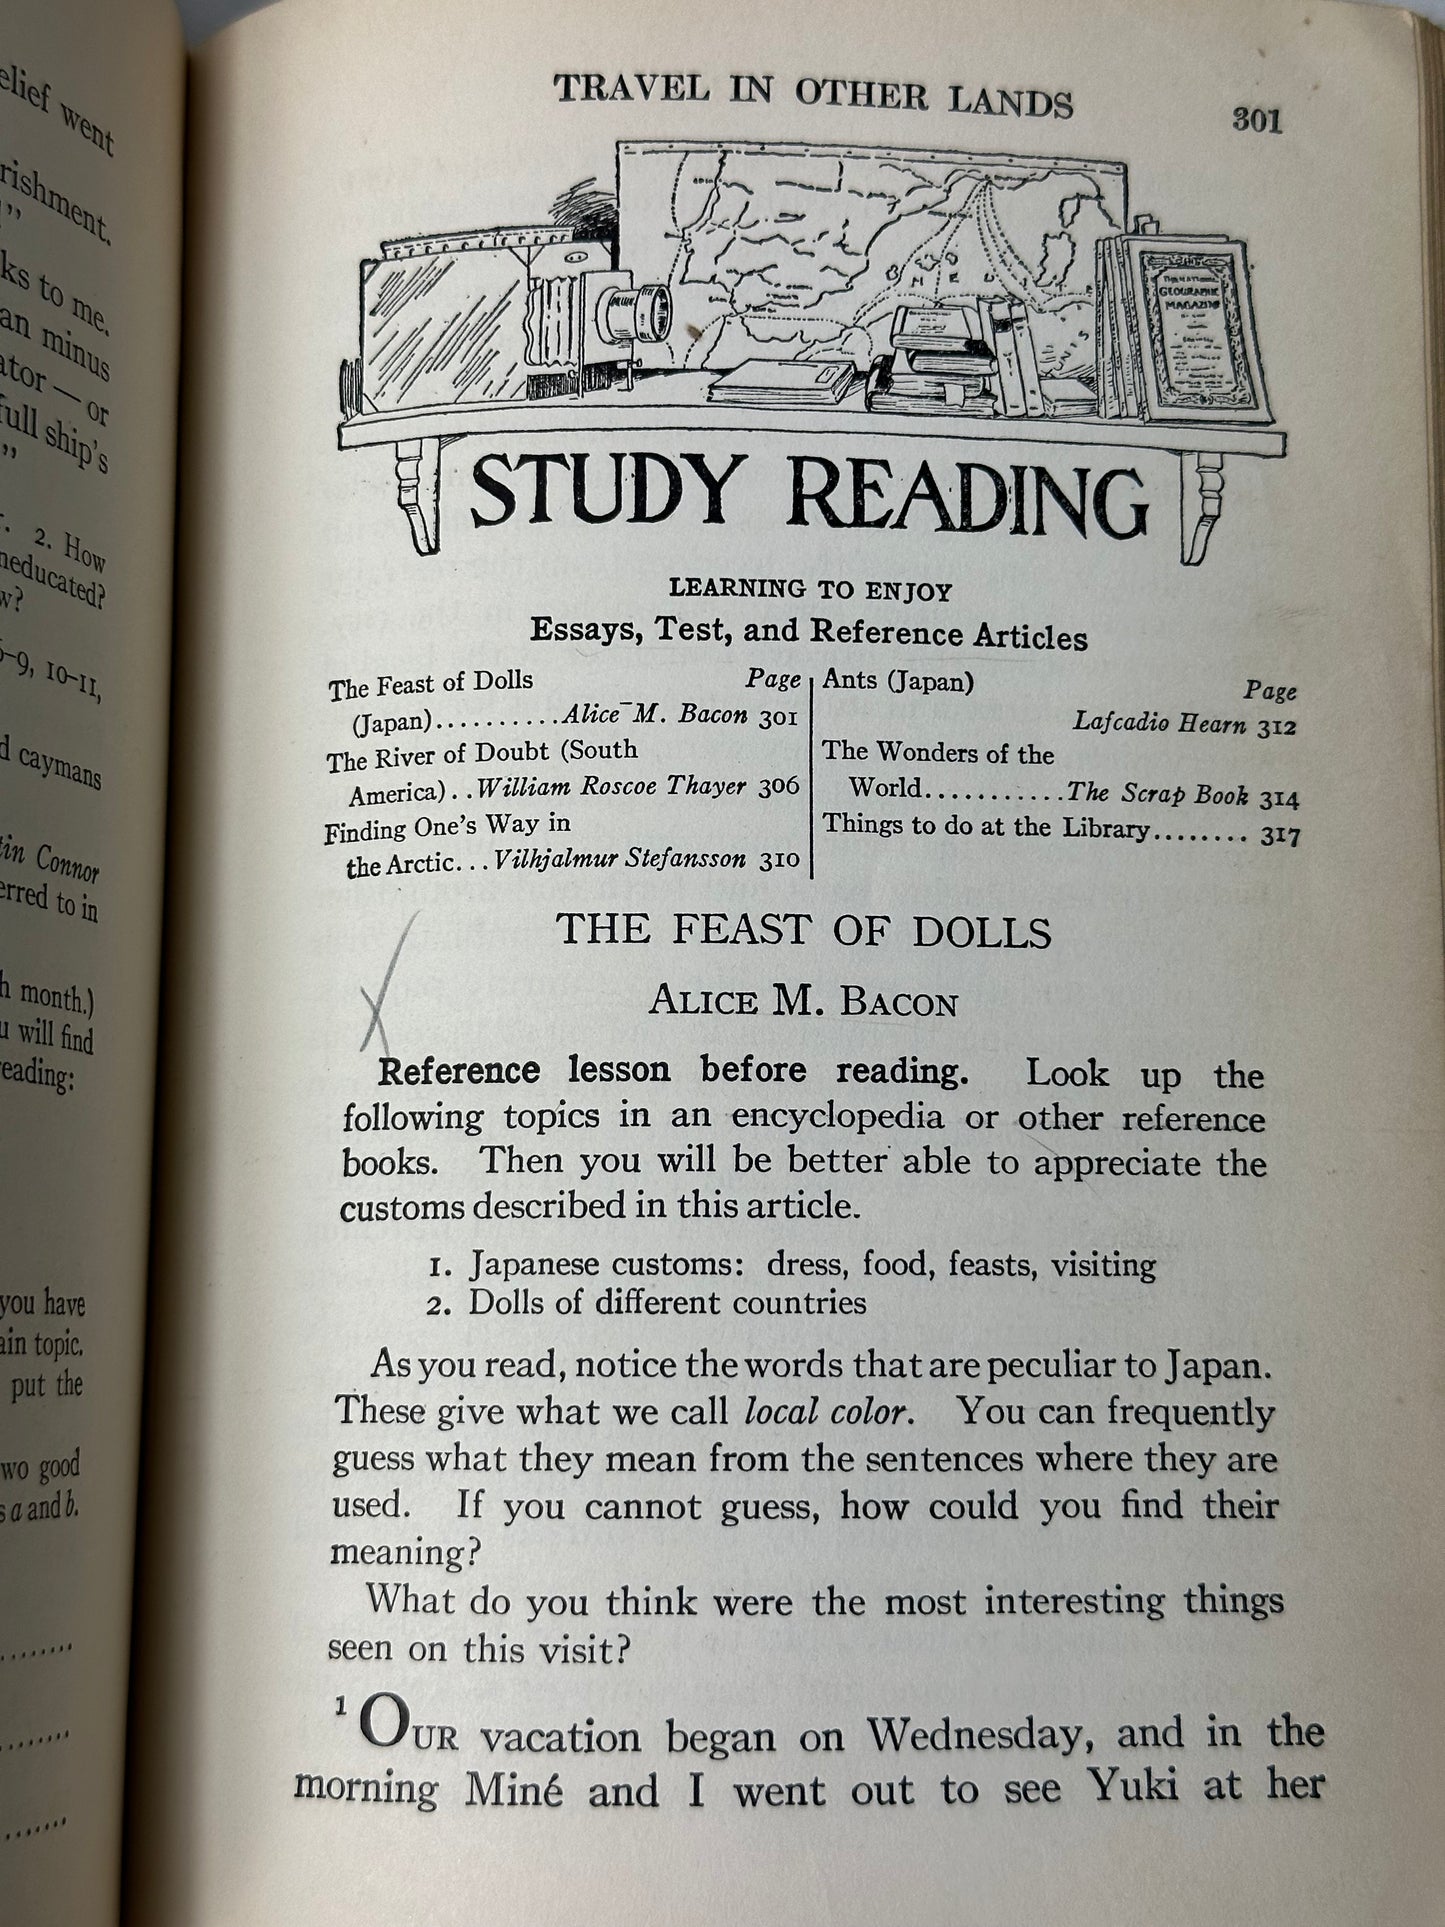 elief went
rishment.
"
ks to me.
an minus
ator — or
full ship's
"
2. How
neducated?
w?
6–9, 10–11,
d caymans
tin Connor
erred to in
h month.)
u will find
eading:
you have
ain topic.
put the
wo good
s a and b.
TRAVEL IN OTHER LANDS
301
THE NATIONAL
GEOGRAPHIC
MAGAZINE
STUDY READING
LEARNING TO ENJOY
Essays, Test, and Reference Articles
The Feast of Dolls Page
(Japan)..........Alice M. Bacon 301
The River of Doubt (South
America)..William Roscoe Thayer 306
Finding One's Way in
the Arctic...Vilhjalmur Stefansson 310
Ants (Japan) Page
Lafcadio Hearn 312
The Wonders of the
World...........The Scrap Book 314
Things to do at the Library........ 317
THE FEAST OF DOLLS
ALICE M. BACON
Reference lesson before reading. Look up the
following topics in an encyclopedia or other reference
books. Then you will be better able to appreciate the
customs described in this article.
1. Japanese customs: dress, food, feasts, visiting
2. Dolls of different countries
As you read, notice the words that are peculiar to Japan.
These give what we call local color. You can frequently
guess what they mean from the sentences where they are
used. If you cannot guess, how could you find their
meaning?
What do you think were the most interesting things
seen on this visit?
1 OUR vacation began on Wednesday, and in the
morning Miné and I went out to see Yuki at her